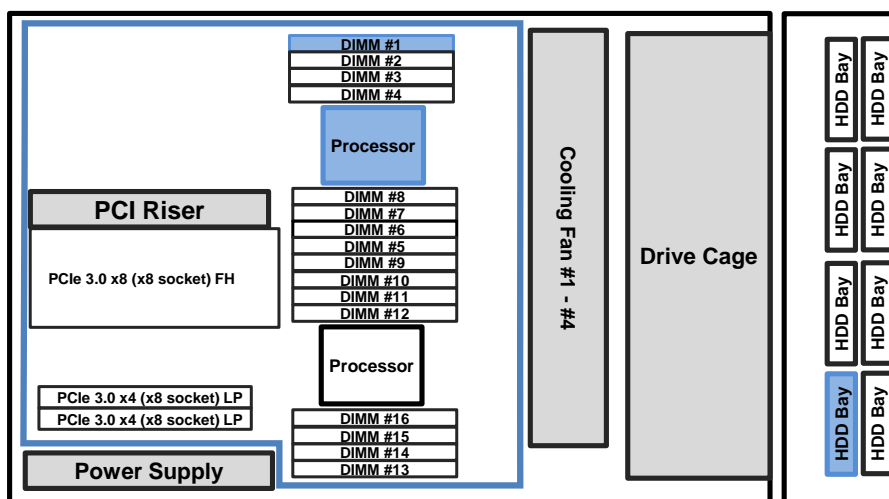 DIMM #1
DIMM #2
DIMM #3
DIMM #4
Processor
DIMM #8
DIMM #7
DIMM #6
DIMM #5
DIMM #9
DIMM #10
DIMM #11
DIMM #12
Processor
DIMM #16
DIMM #15
DIMM #14
DIMM #13
PCI Riser
PCIe 3.0 x8 (x8 socket) FH
PCIe 3.0 x4 (x8 socket) LP
PCIe 3.0 x4 (x8 socket) LP
Power Supply
Cooling Fan #1 - #4
Drive Cage
HDD Bay
HDD Bay
HDD Bay
HDD Bay
HDD Bay
HDD Bay
HDD Bay
HDD Bay